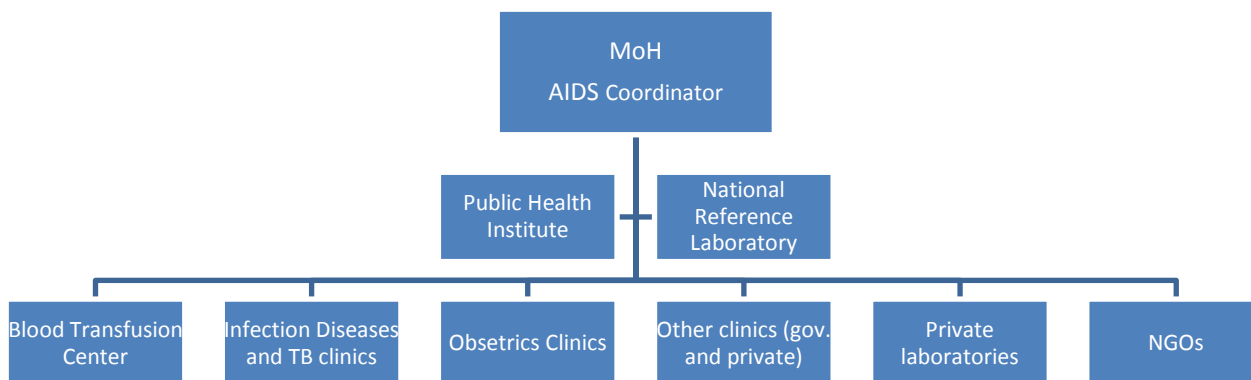 MoH
AIDS Coordinator
Public Health
Institute
National
Reference
Laboratory
Blood Transfusion
Center
Infection Diseases
and TB clinics
Obsetrics Clinics
Other clinics (gov.
and private)
Private
laboratories
NGOs